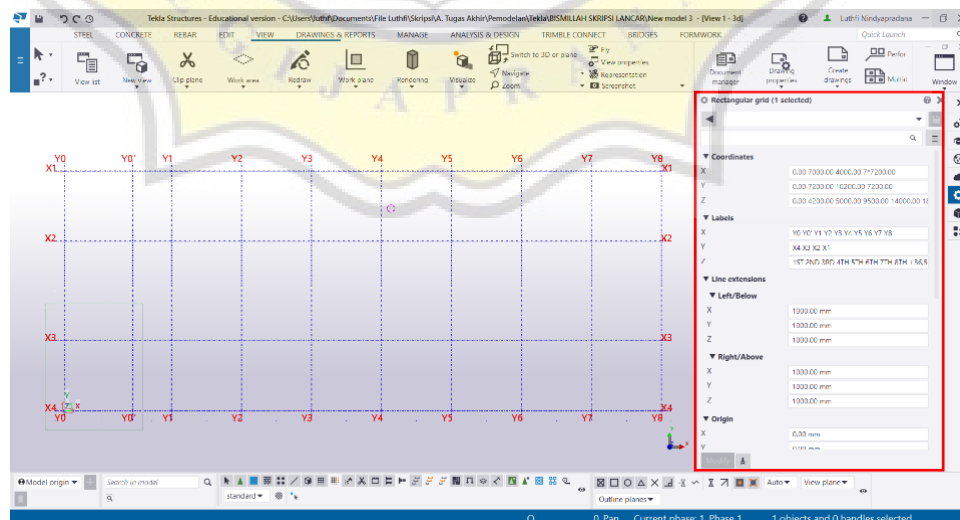 Tekla Structures - Educational version - C:\Users\luthf\Documents\File Luthfi\Skripsi\A. Tugas Akhir\Pemodelan\Tekla\BISMILLAH SKRIPSI LANCAR\New model 3 - [View 1 - 3d]
Luthfi Nindyapradana
STEEL CONCRETE REBAR EDIT VIEW DRAWINGS & REPORTS MANAGE ANALYSIS & DESIGN TRIMBLE CONNECT BRIDGES FORMWORK Quick Launch
Switch to 3D or plane Fly
Navigate View properties
Zoom Representation
Screenshot
View list New view Clip plane Work area Redraw Work plane Rendering Visualize Document manager Drawing properties Create drawings Perfor Multi Window
JAPR
Rectangular grid (1 selected)
Coordinates
X 0.00 7000.00 4000.00 7*7200.00
Y 0.00 7200.00 10200.00 7200.00
Z 0.00 4200.00 5000.00 9500.00 14000.00 18
Labels
X Y0 Y0' Y1 Y2 Y3 Y4 Y5 Y6 Y7 Y8
Y X4 X3 X2 X1
Z 1ST 2ND 3RD 4TH 5TH 6TH 7TH 8TH
Line extensions
Left/Below
X 1000.00 mm
Y 1000.00 mm
Z 1000.00 mm
Right/Above
X 1000.00 mm
Y 1000.00 mm
Z 1000.00 mm
Origin
X 0.00 mm
Y 0.00 mm
Modify
Y0 Y0' Y1 Y2 Y3 Y4 Y5 Y6 Y7 Y8
X1 X1
X2 X2
X3 X3
X4 X4
Y0 Y0' Y1 Y2 Y3 Y4 Y5 Y6 Y7 Y8
Model origin Search in model
standard
Auto View plane
Outline planes
O 0 Pan Current phase: 1, Phase 1 1 objects and 0 handles selected